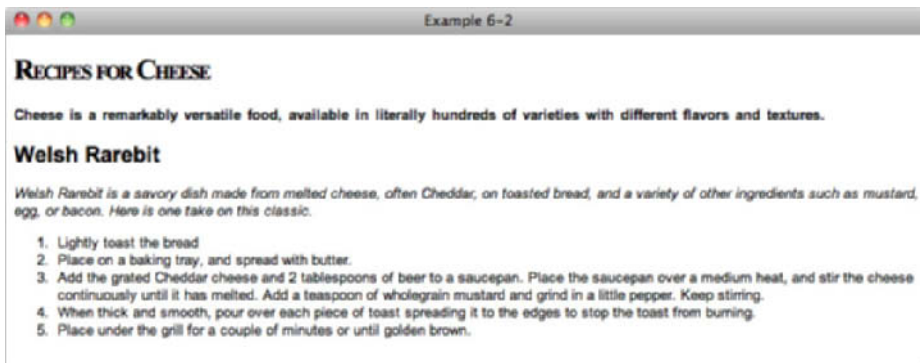 Example 6-2
Recipes for Cheese
Cheese is a remarkably versatile food, available in literally hundreds of varieties with different flavors and textures.
Welsh Rarebit
Welsh Rarebit is a savory dish made from melted cheese, often Cheddar, on toasted bread, and a variety of other ingredients such as mustard,
egg, or bacon. Here is one take on this classic.
1. Lightly toast the bread
2. Place on a baking tray, and spread with butter.
3. Add the grated Cheddar cheese and 2 tablespoons of beer to a saucepan. Place the saucepan over a medium heat, and stir the cheese
continuously until it has melted. Add a teaspoon of wholegrain mustard and grind in a little pepper. Keep stirring.
4. When thick and smooth, pour over each piece of toast spreading it to the edges to stop the toast from burning.
5. Place under the grill for a couple of minutes or until golden brown.